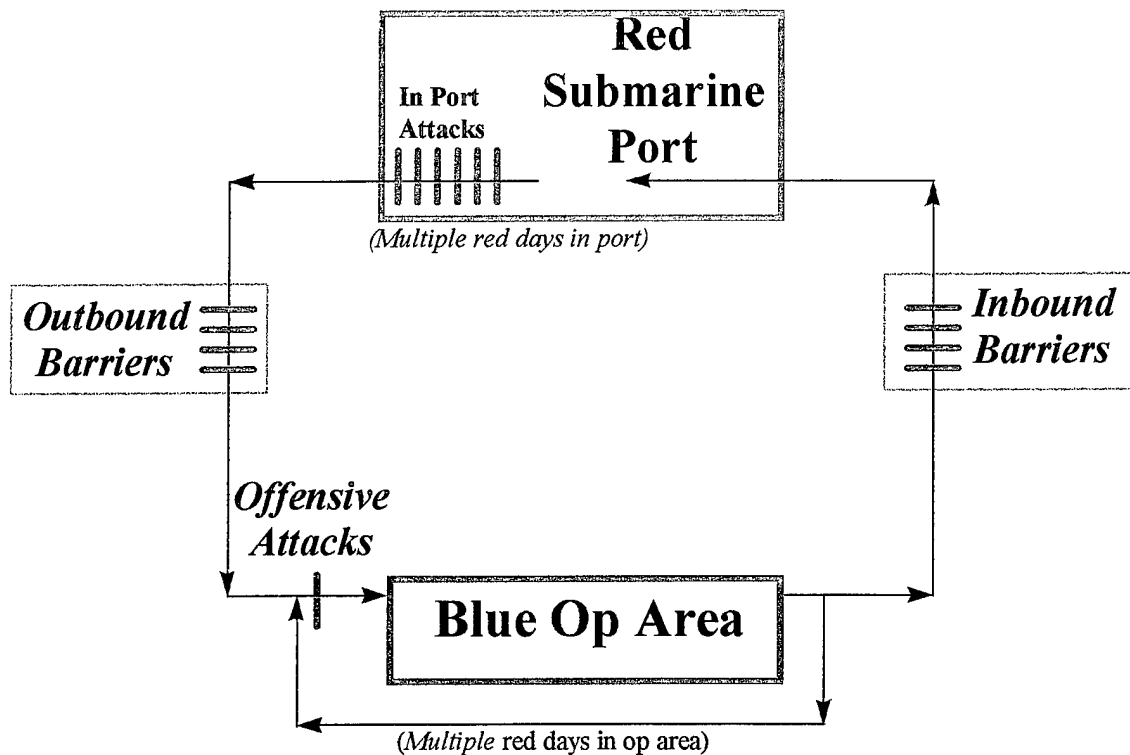 Red
Submarine
Port
In Port
Attacks
(Multiple red days in port)
Outbound
Barriers
Inbound
Barriers
Offensive
Attacks
Blue Op Area
(Multiple red days in op area)